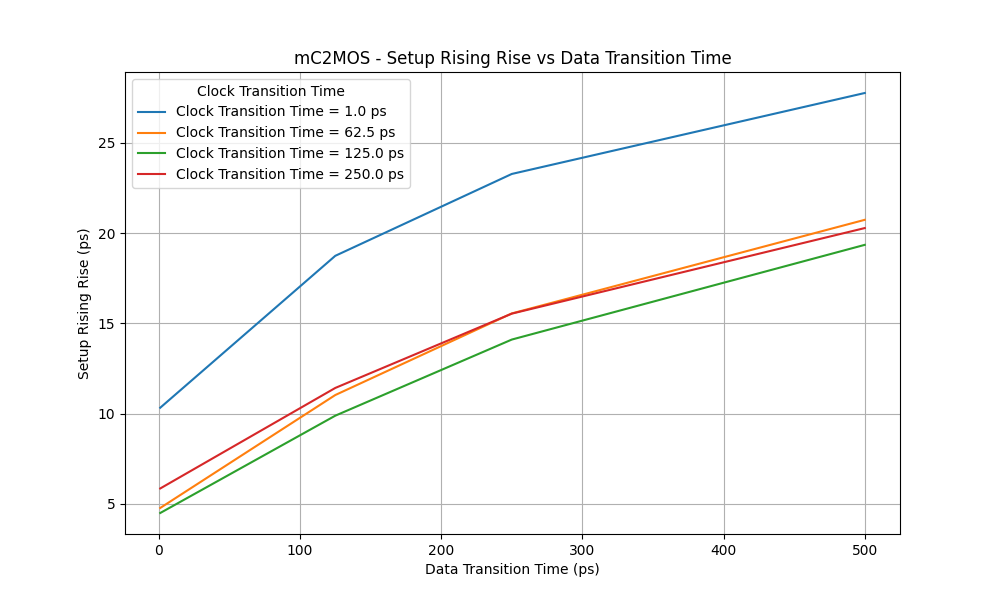 mC2MOS - Setup Rising Rise vs Data Transition Time
Clock Transition Time
Clock Transition Time = 1.0 ps
Clock Transition Time = 62.5 ps
Clock Transition Time = 125.0 ps
Clock Transition Time = 250.0 ps
Setup Rising Rise (ps)
25
20
15
10
5
0 100 200 300 400 500
Data Transition Time (ps)